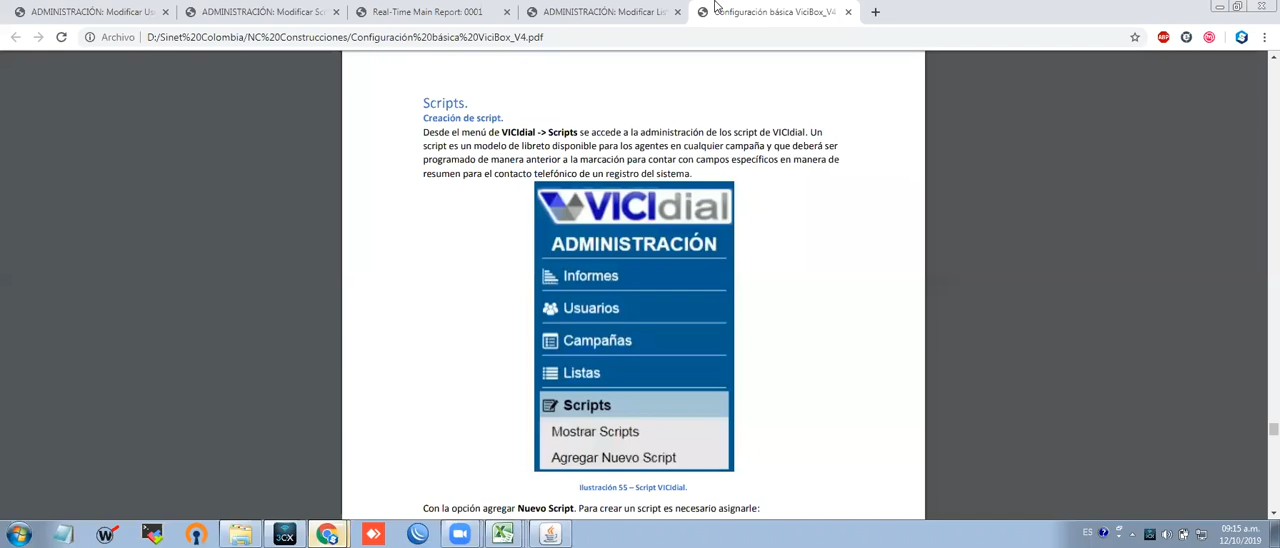 ADMINISTRACIÓN: Modificar Us
ADMINISTRACIÓN: Modificar Scr
Real-Time Main Report: 0001
ADMINISTRACIÓN: Modificar Lis
Configuración básica ViciBox_V4
Archivo
D:/Sinet%20Colombia/NC%20Construcciones/Configuración%20básica%20ViciBox_V4.pdf
ABP
Scripts.
Creación de script.
Desde el menú de VICIdial -> Scripts se accede a la administración de los script de VICIdial. Un
script es un modelo de libreto disponible para los agentes en cualquier campaña y que deberá ser
programado de manera anterior a la marcación para contar con campos específicos en manera de
resumen para el contacto telefónico de un registro del sistema.
VICIdial
ADMINISTRACIÓN
Informes
Usuarios
Campañas
Listas
Scripts
Mostrar Scripts
Agregar Nuevo Script
Ilustración 55 – Script VICIdial.
Con la opción agregar Nuevo Script. Para crear un script es necesario asignarle:
3CX
ES
09:15 a.m.
12/10/2019